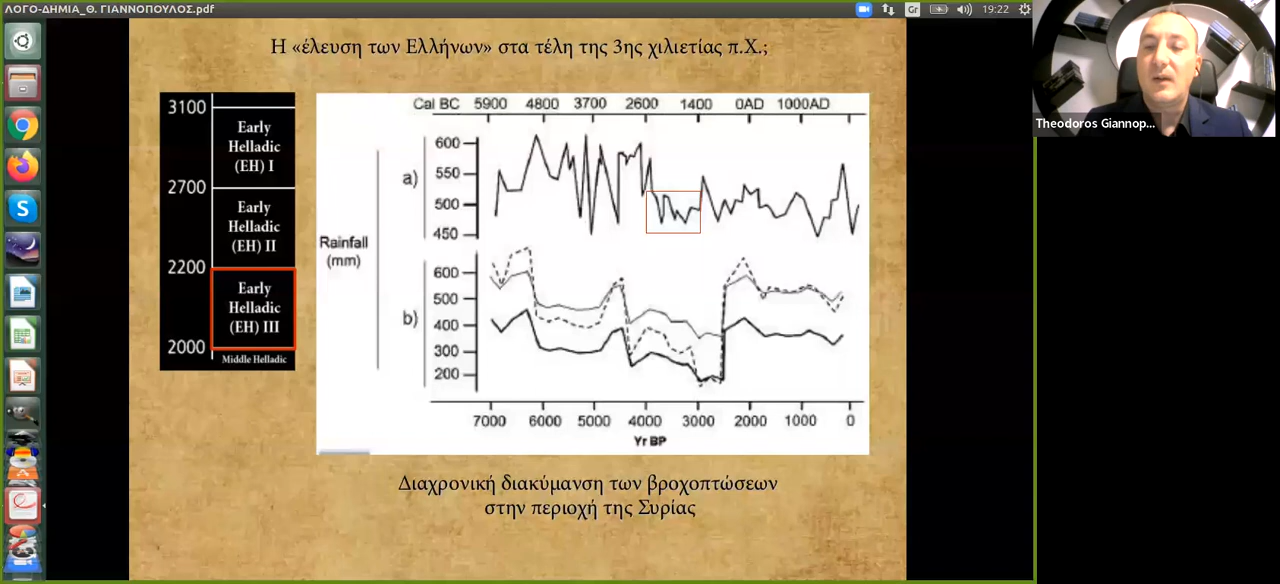 ΛΟΓΟ-ΔΗΜΙΑ_Θ. ΓΙΑΝΝΟΠΟΥΛΟΣ.pdf
Gr
19:22
Theodoros Giannop...
Η «έλευση των Ελλήνων» στα τέλη της 3ης χιλιετίας π.Χ.;
3100
Early
Helladic
(EH) I
2700
Early
Helladic
(EH) II
2200
Early
Helladic
(EH) III
2000
Middle Helladic
Cal BC 5900 4800 3700 2600 1400 0AD 1000AD
a)
600
550
500
450
Rainfall
(mm)
b)
600
500
400
300
200
7000 6000 5000 4000 3000 2000 1000 0
Yr BP
Διαχρονική διακύμανση των βροχοπτώσεων
στην περιοχή της Συρίας